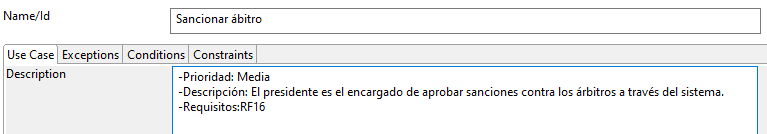 Name/Id
Sancionar ábitro
Use Case Exceptions Conditions Constraints
Description
-Prioridad: Media
-Descripción: El presidente es el encargado de aprobar sanciones contra los árbitros a través del sistema.
-Requisitos:RF16